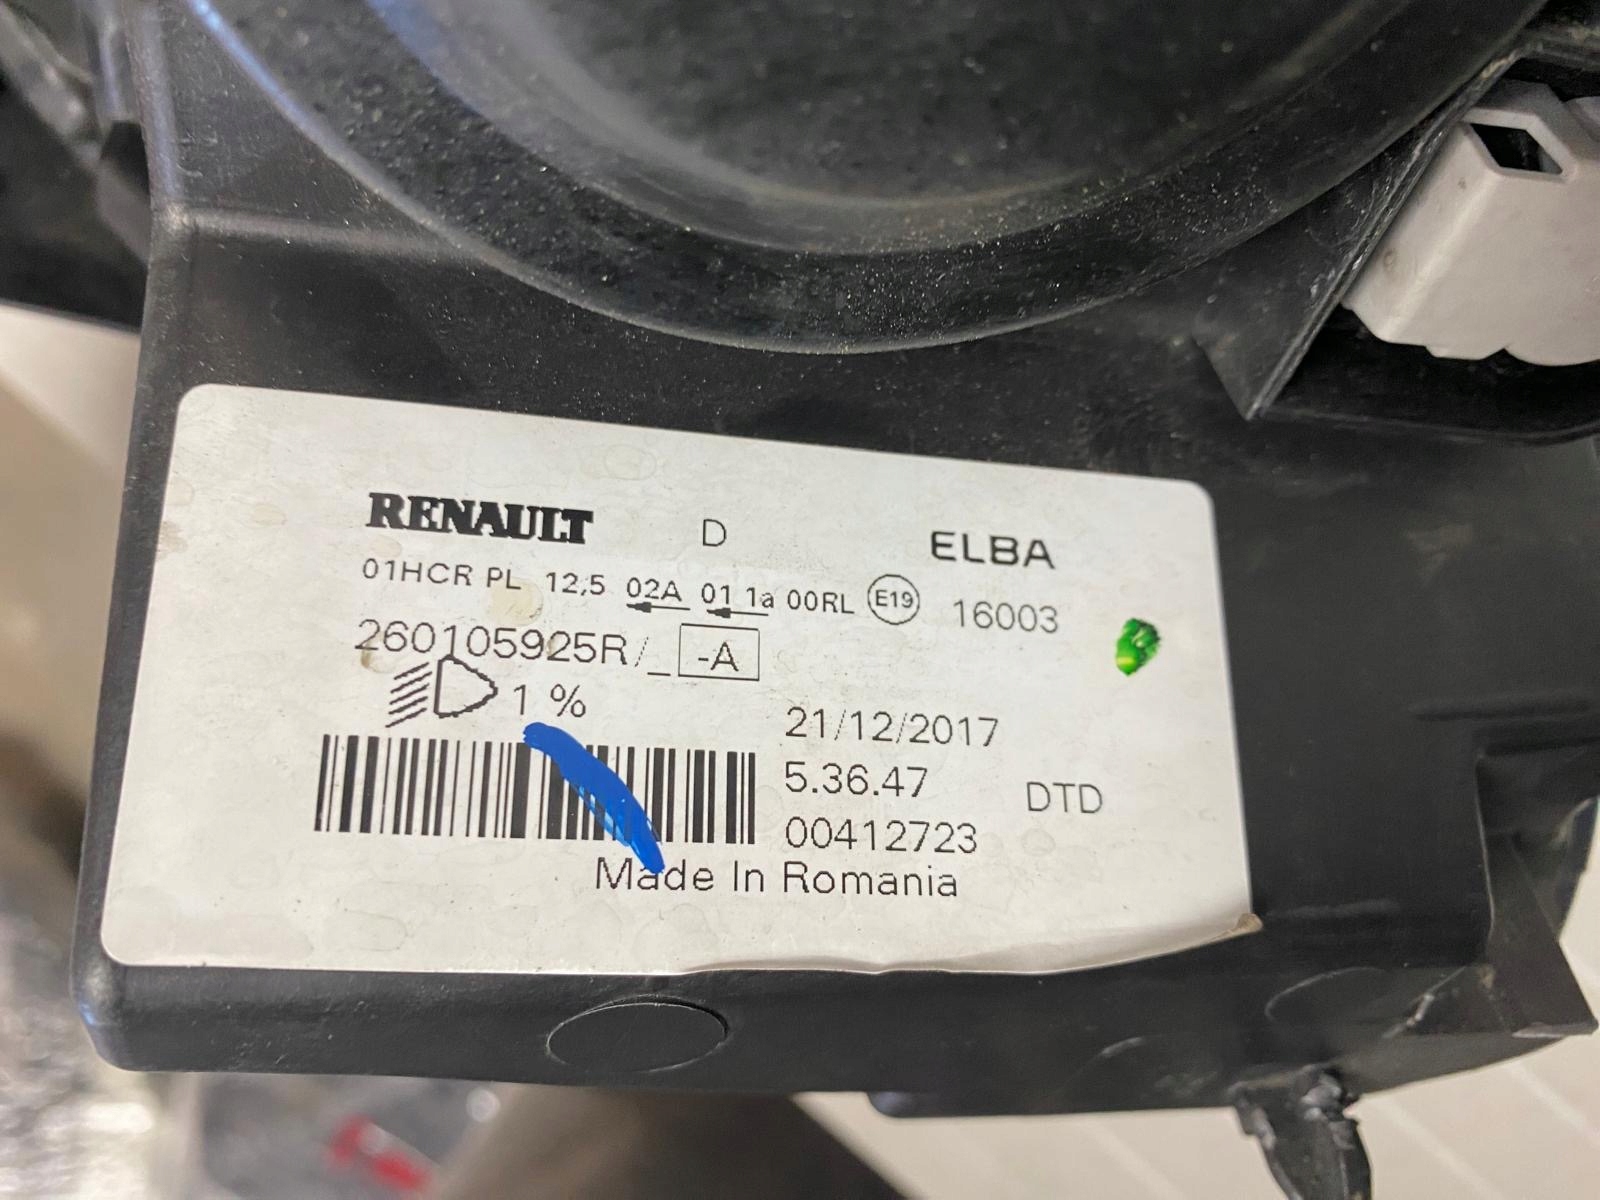 RENAULT D ELBA
01HCR PL 12,5 02A 01 1a 00RL E19 16003
260105925R/_ -A
1 %
21/12/2017
5.36.47 DTD
00412723
Made In Romania